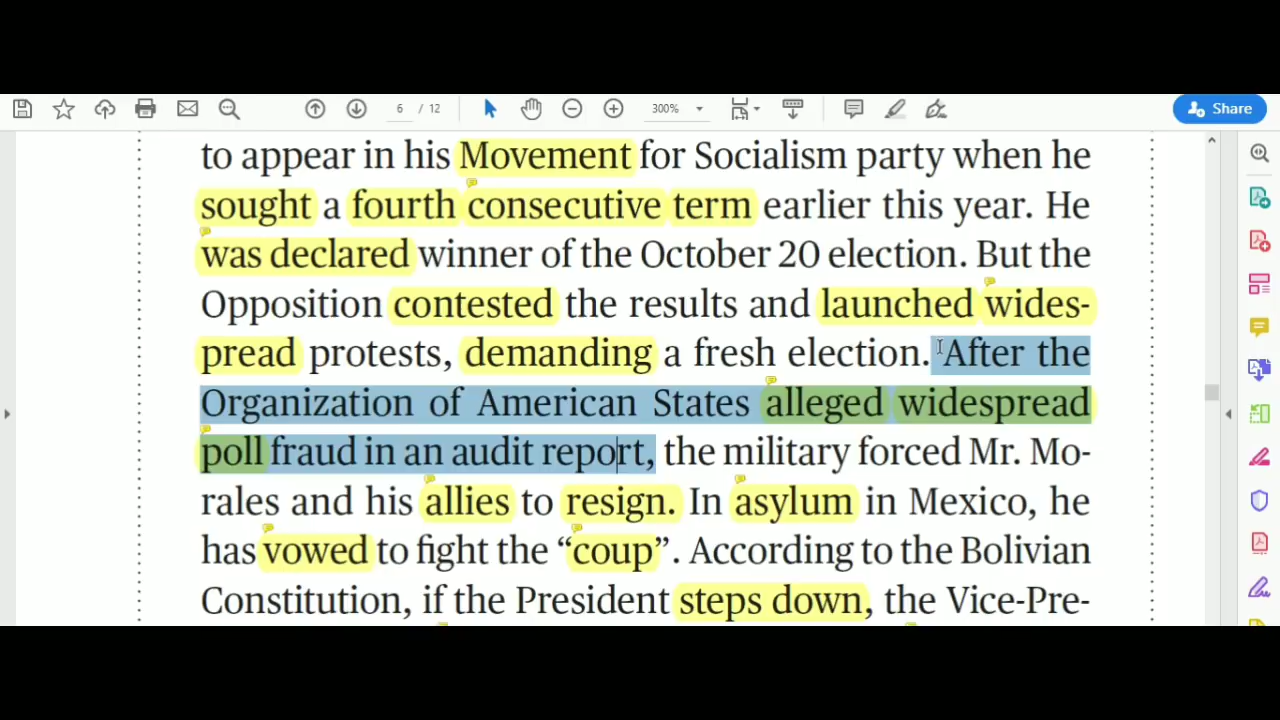 6 / 12
300%
Share
to appear in his Movement for Socialism party when he
sought a fourth consecutive term earlier this year. He
was declared winner of the October 20 election. But the
Opposition contested the results and launched wides-
pread protests, demanding a fresh election. After the
Organization of American States alleged widespread
poll fraud in an audit report, the military forced Mr. Mo-
rales and his allies to resign. In asylum in Mexico, he
has vowed to fight the “coup”. According to the Bolivian
Constitution, if the President steps down, the Vice-Pre-